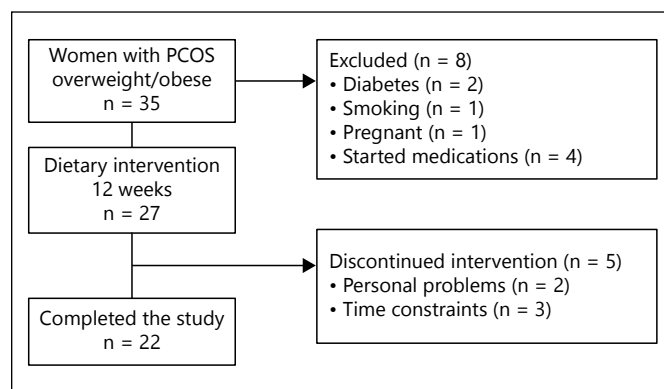 Women with PCOS
overweight/obese
n = 35
Excluded (n = 8)
• Diabetes (n = 2)
• Smoking (n = 1)
• Pregnant (n = 1)
• Started medications (n = 4)
Dietary intervention
12 weeks
n = 27
Discontinued intervention (n = 5)
• Personal problems (n = 2)
• Time constraints (n = 3)
Completed the study
n = 22